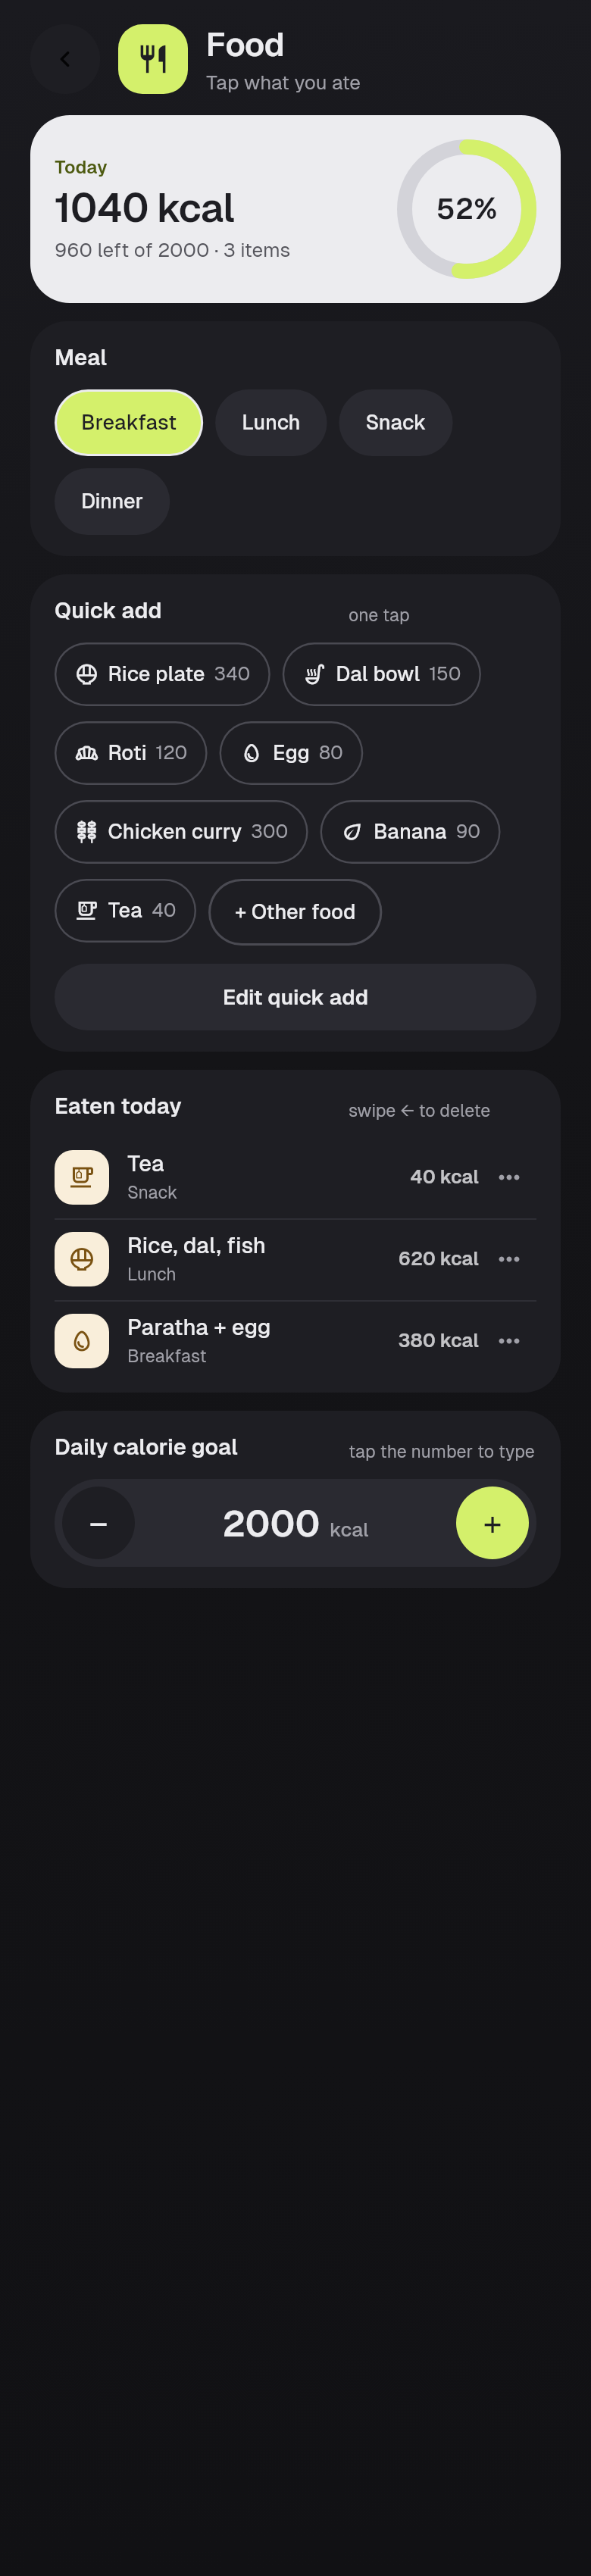 Food
Tap what you ate
Today
1040 kcal
960 left of 2000 · 3 items
52%
Meal
Breakfast
Lunch
Snack
Dinner
Quick add
one tap
Rice plate 340
Dal bowl 150
Roti 120
Egg 80
Chicken curry 300
Banana 90
Tea 40
+ Other food
Edit quick add
Eaten today
swipe ← to delete
Tea
Snack
40 kcal
Rice, dal, fish
Lunch
620 kcal
Paratha + egg
Breakfast
380 kcal
Daily calorie goal
tap the number to type
− 2000 kcal +